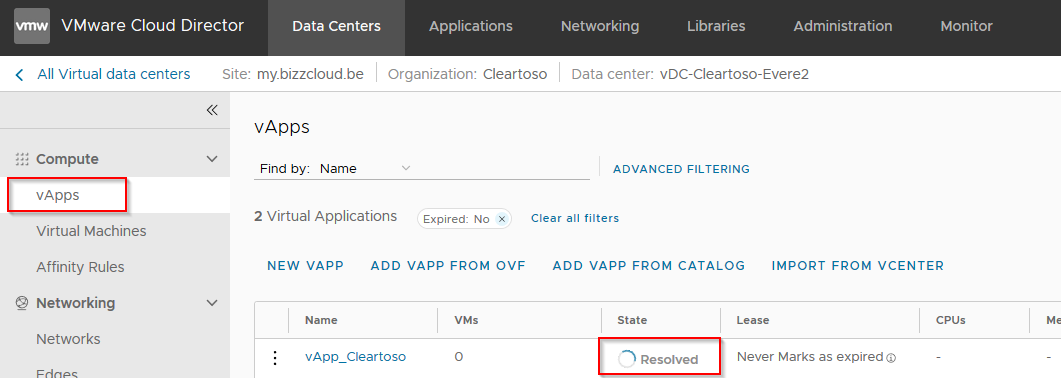 vmw VMware Cloud Director Data Centers Applications Networking Libraries Administration Monitor
All Virtual data centers Site: my.bizzcloud.be Organization: Cleartoso Data center: vDC-Cleartoso-Evere2
vApps
Compute
Find by: Name ADVANCED FILTERING
vApps
2 Virtual Applications Expired: No Clear all filters
Virtual Machines
Affinity Rules NEW VAPP ADD VAPP FROM OVF ADD VAPP FROM CATALOG IMPORT FROM VCENTER
Networking
Name VMs State Lease CPUs Me
Networks
vApp_Cleartoso 0 Resolved Never Marks as expired - -
Edges